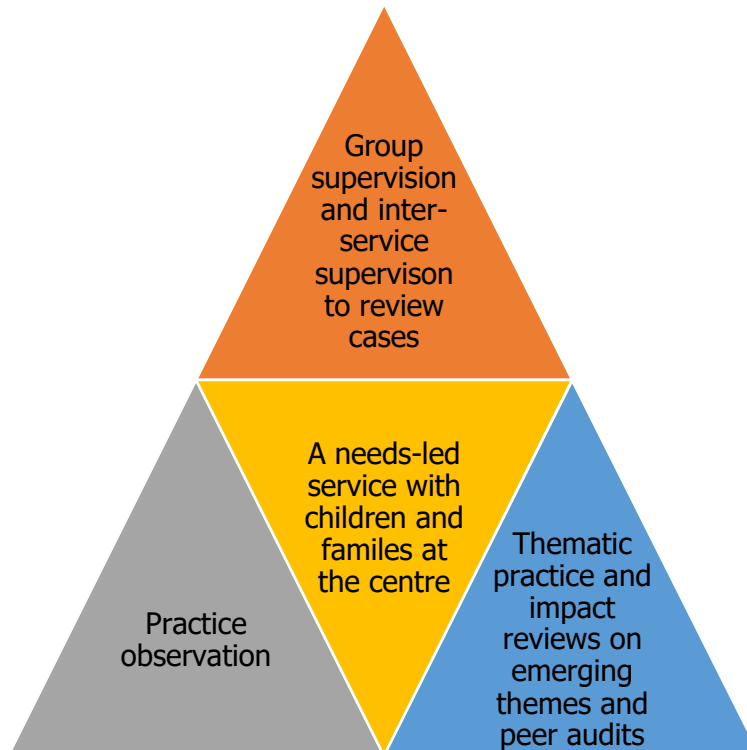 Group
supervision
and inter-
service
supervison
to review
cases
A needs-led
service with
children and
familes at
the centre
Practice
observation
Thematic
practice and
impact
reviews on
emerging
themes and
peer audits